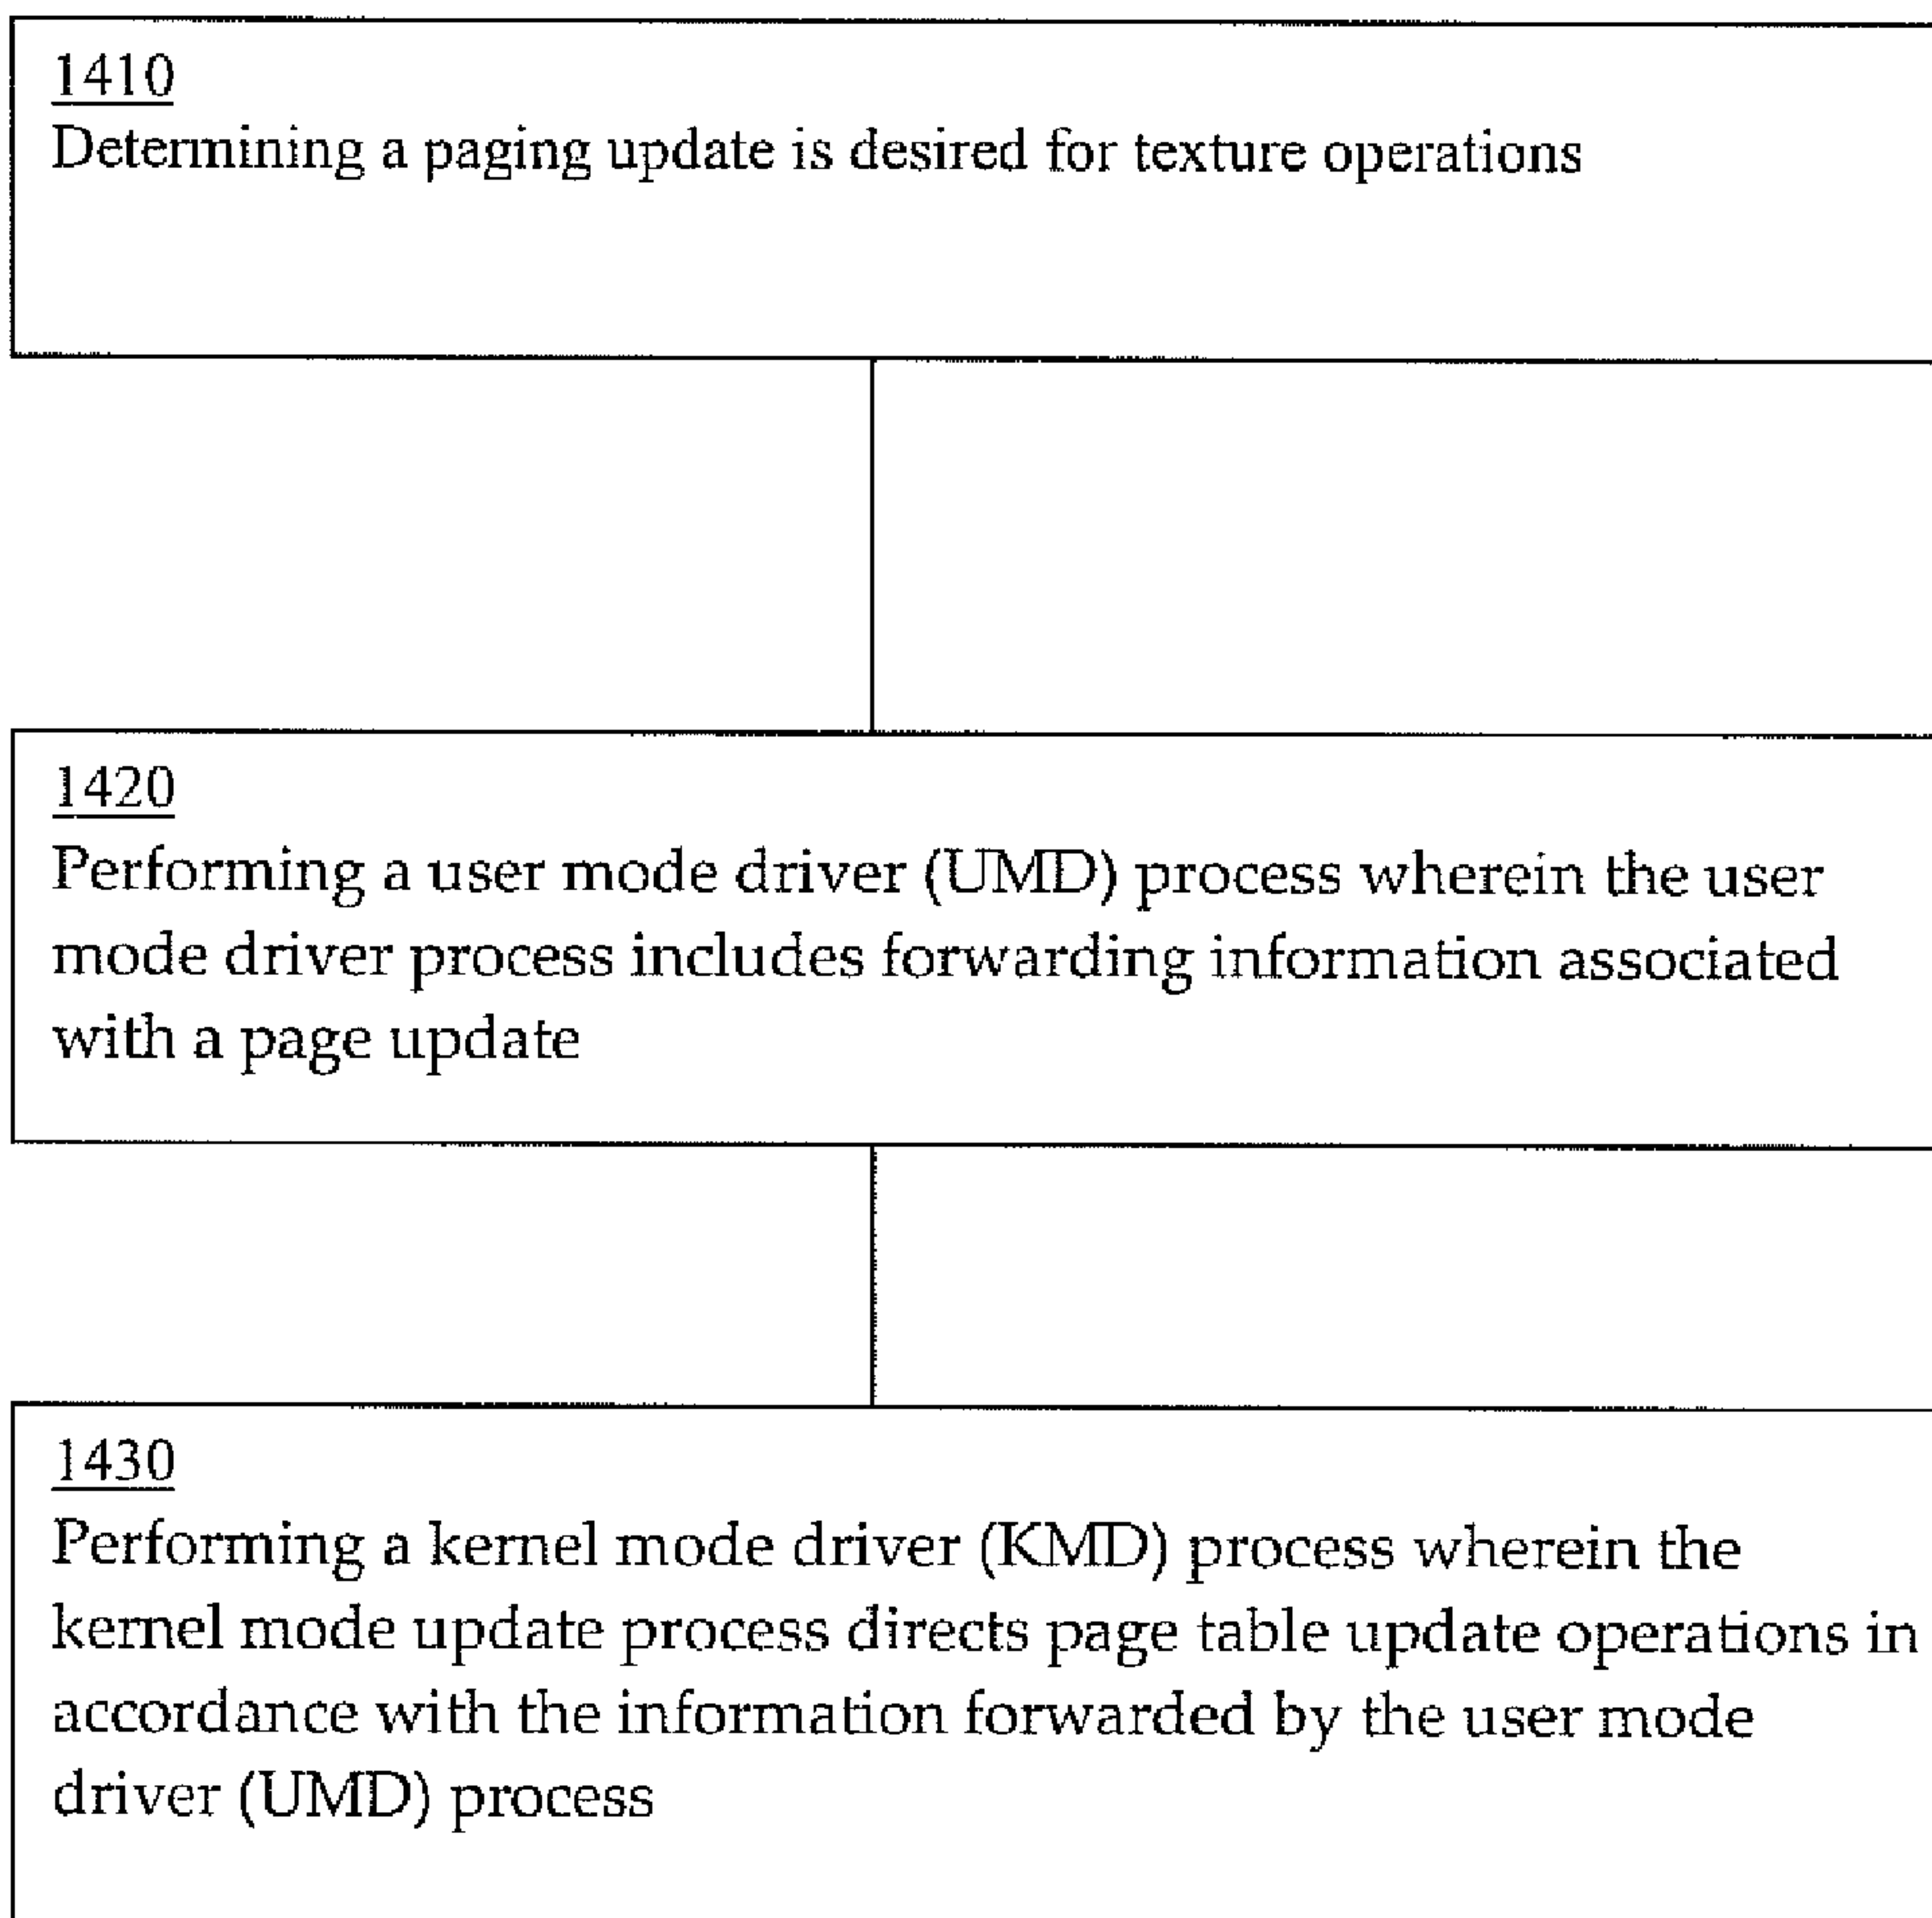 1410
Determining a paging update is desired for texture operations
1420
Performing a user mode driver (UMD) process wherein the user
mode driver process includes forwarding information associated
with a page update
1430
Performing a kernel mode driver (KMD) process wherein the
kernel mode update process directs page table update operations in
accordance with the information forwarded by the user mode
driver (UMD) process